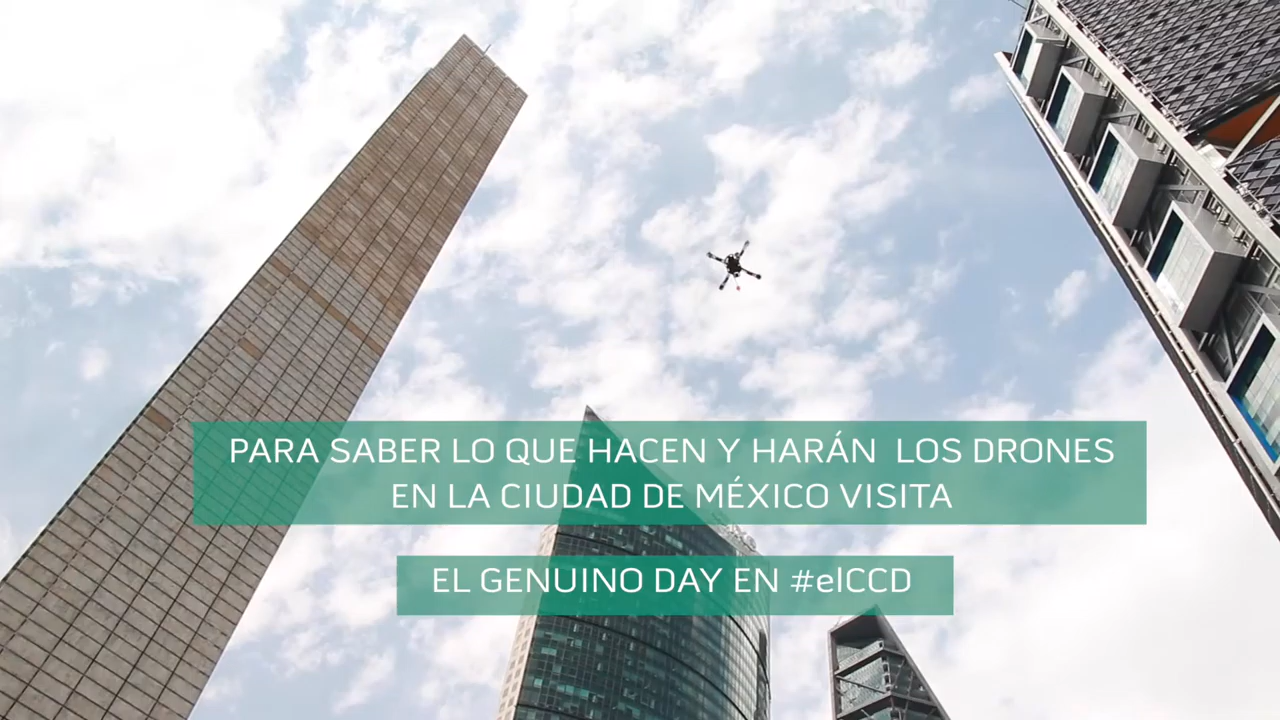 PARA SABER LO QUE HACEN Y HARÁN LOS DRONES
EN LA CIUDAD DE MÉXICO VISITA
EL GENUINO DAY EN #elCCD